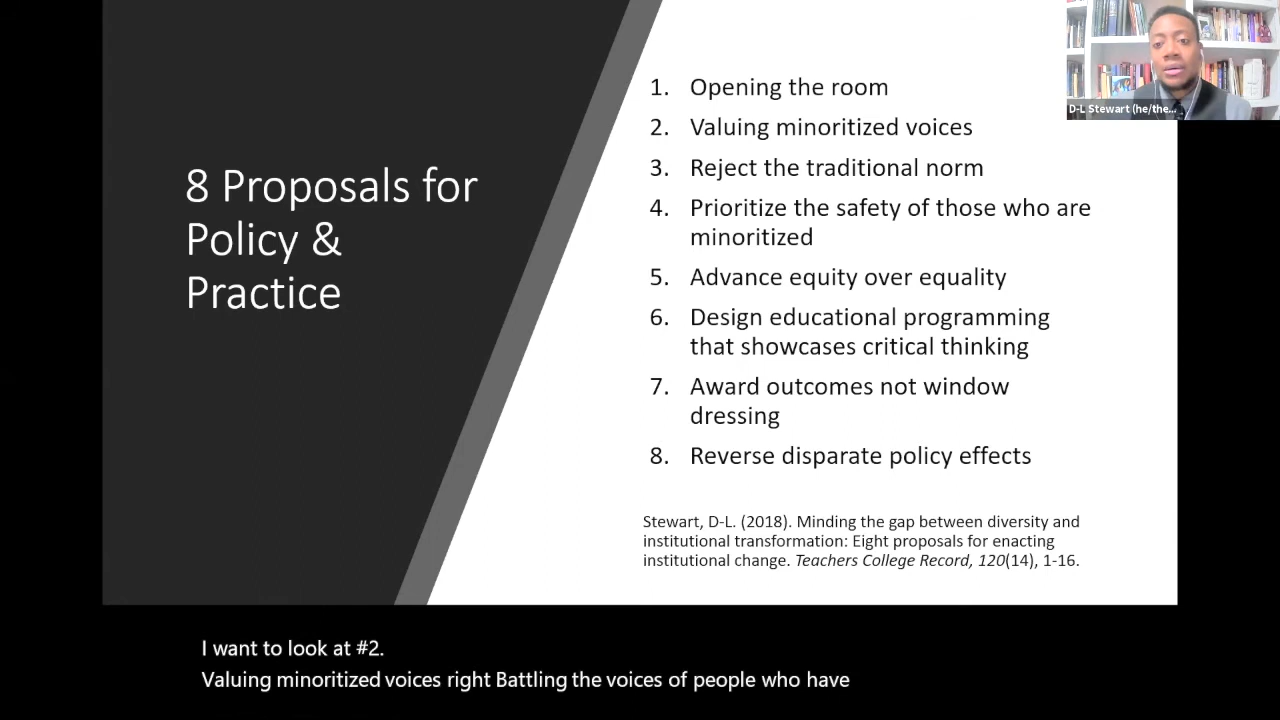 8 Proposals for
Policy &
Practice
1. Opening the room
2. Valuing minoritized voices
3. Reject the traditional norm
4. Prioritize the safety of those who are
minoritized
5. Advance equity over equality
6. Design educational programming
that showcases critical thinking
7. Award outcomes not window
dressing
8. Reverse disparate policy effects
Stewart, D-L. (2018). Minding the gap between diversity and
institutional transformation: Eight proposals for enacting
institutional change. Teachers College Record, 120(14), 1-16.
D-L Stewart (he/the...
I want to look at #2.
Valuing minoritized voices right Battling the voices of people who have